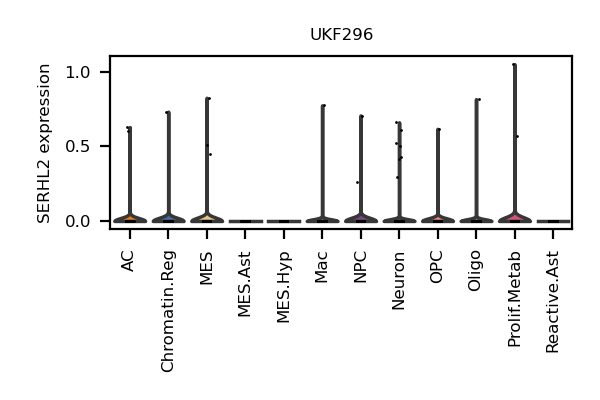 UKF296
SERHL2 expression
1.0
0.5
0.0
AC
Chromatin.Reg
MES
MES.Ast
MES.Hyp
Mac
NPC
Neuron
OPC
Oligo
Prolif.Metab
Reactive.Ast